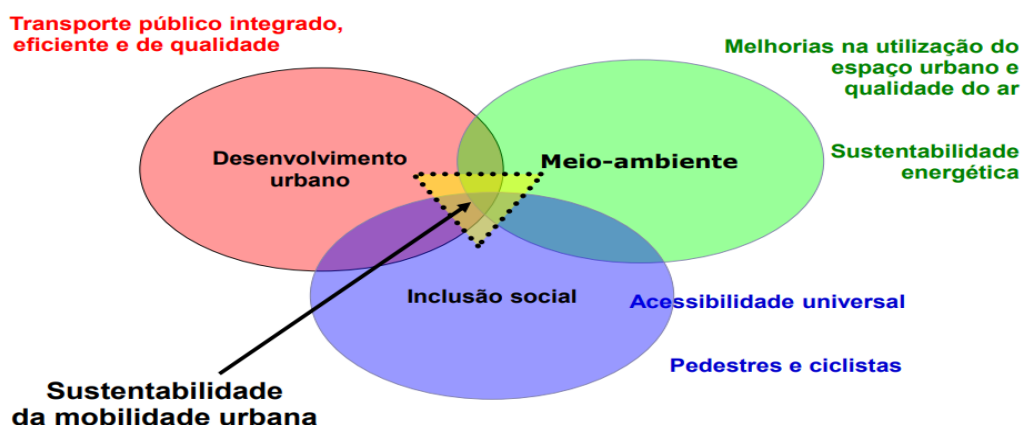 Transporte público integrado,
eficiente e de qualidade
Melhorias na utilização do
espaço urbano e
qualidade do ar
Desenvolvimento
urbano
Meio-ambiente
Sustentabilidade
energética
Inclusão social
Acessibilidade universal
Pedestres e ciclistas
Sustentabilidade
da mobilidade urbana